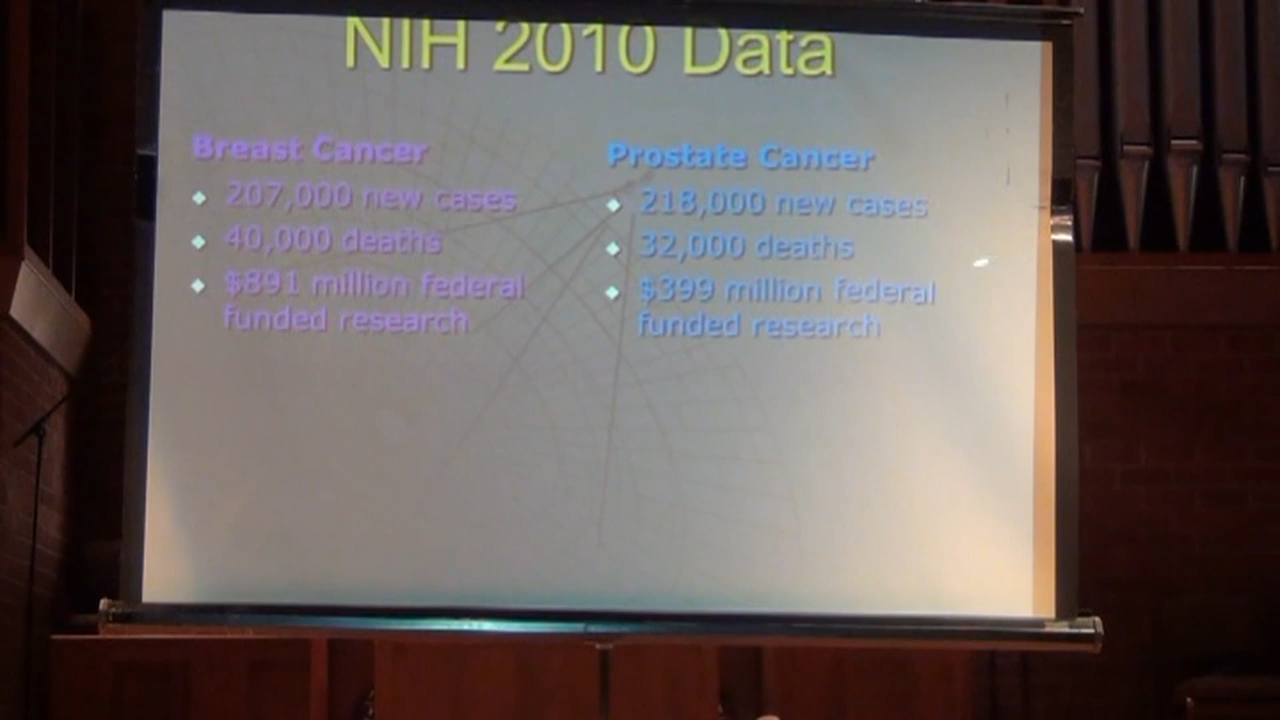 NIH 2010 Data
Breast Cancer
207,000 new cases
40,000 deaths
$891 million federal
funded research
Prostate Cancer
218,000 new cases
32,000 deaths
$399 million federal
funded research